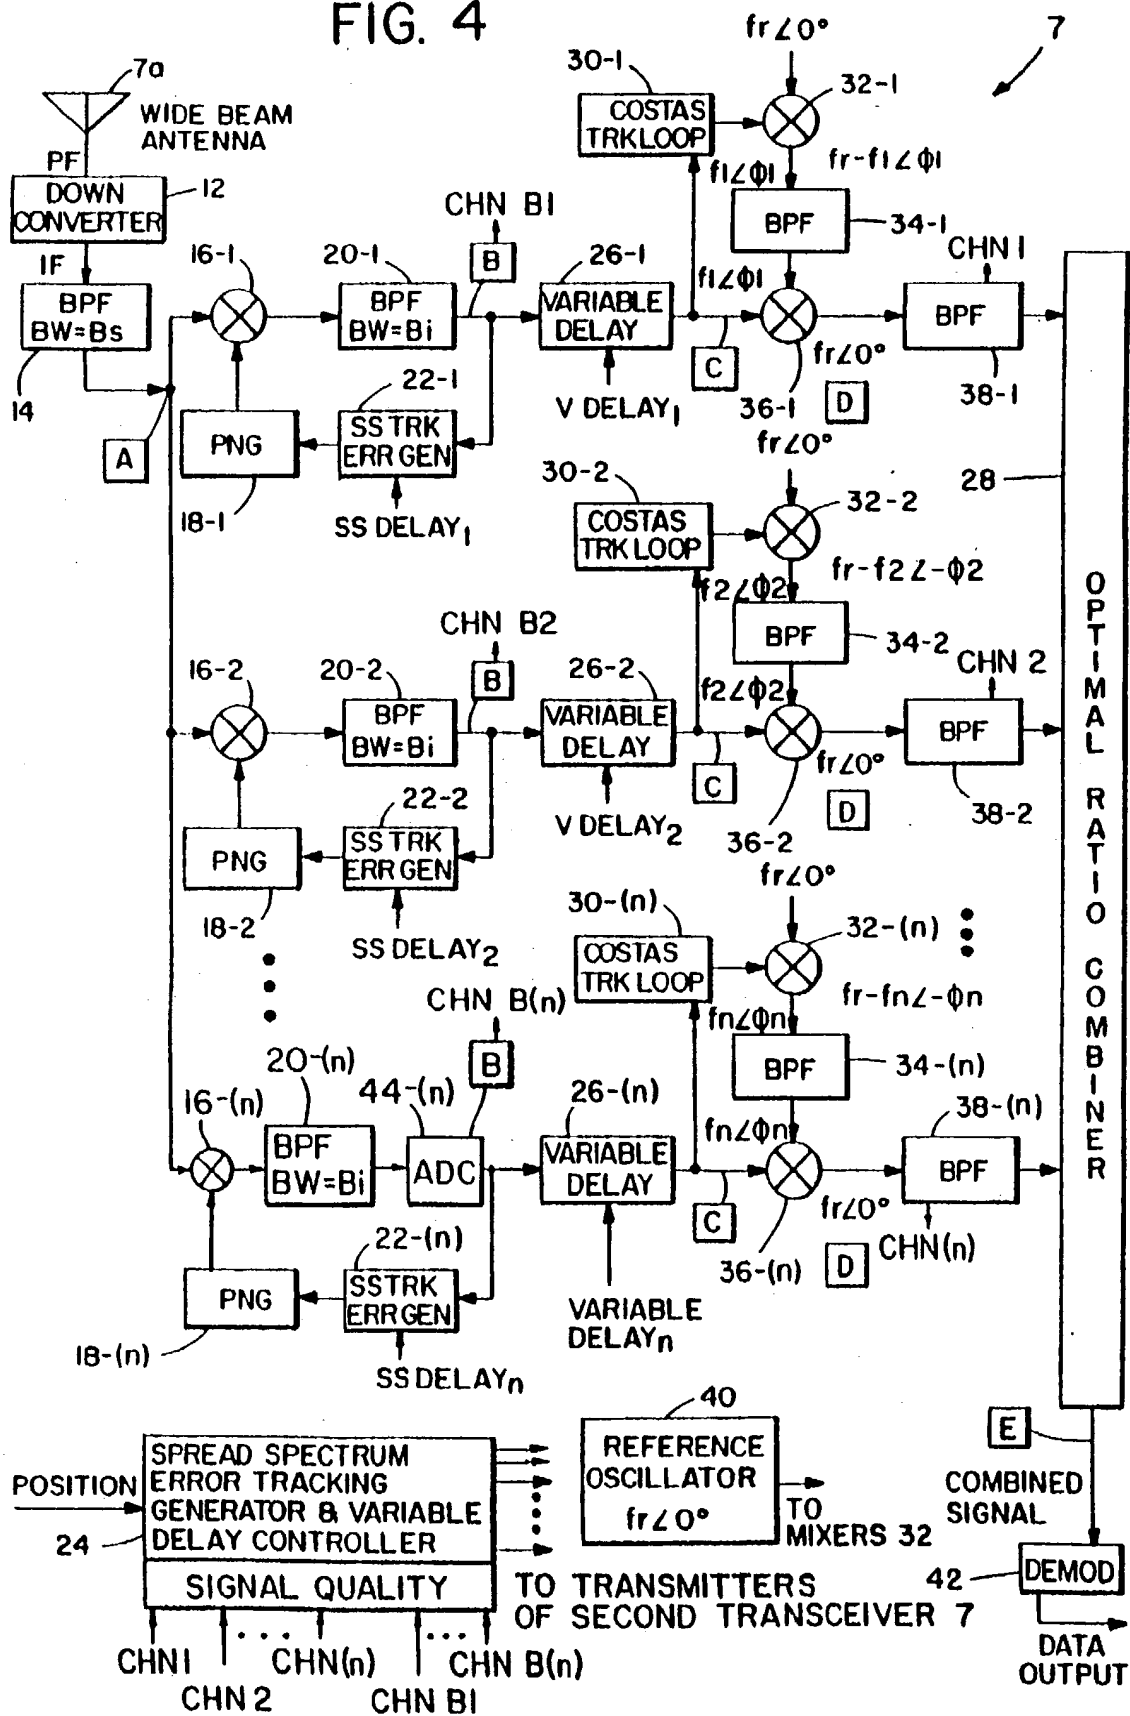 FIG. 4
7
7a
WIDE BEAM
ANTENNA
PF
DOWN
CONVERTER
12
IF
BPF
BW=Bs
14
A
16-1
20-1
BPF
BW=Bi
CHN B1
B
22-1
SS TRK
ERR GEN
PNG
18-1
SS DELAY1
26-1
VARIABLE
DELAY
V DELAY1
30-1
COSTAS
TRK LOOP
fr∠0°
32-1
fr-f1∠ϕ1
f1∠ϕ1
BPF
34-1
f1∠ϕ1
C
36-1
fr∠0°
D
CHN 1
BPF
38-1
28
OPTIMAL RATIO COMBINER
16-2
20-2
BPF
BW=Bi
CHN B2
B
22-2
SS TRK
ERR GEN
PNG
18-2
SS DELAY2
26-2
VARIABLE
DELAY
V DELAY2
30-2
COSTAS
TRK LOOP
fr∠0°
32-2
fr-f2∠-ϕ2
f2∠ϕ2
BPF
34-2
f2∠ϕ2
C
36-2
fr∠0°
D
CHN 2
BPF
38-2
16-(n)
20-(n)
BPF
BW=Bi
44-(n)
ADC
CHN B(n)
B
22-(n)
SS TRK
ERR GEN
PNG
18-(n)
SS DELAYn
26-(n)
VARIABLE
DELAY
VARIABLE
DELAYn
30-(n)
COSTAS
TRK LOOP
fr∠0°
32-(n)
fr-fn∠-ϕn
fn∠ϕn
BPF
34-(n)
fn∠ϕn
C
36-(n)
fr∠0°
D
38-(n)
BPF
CHN(n)
POSITION
24
SPREAD SPECTRUM
ERROR TRACKING
GENERATOR & VARIABLE
DELAY CONTROLLER
SIGNAL QUALITY
CHN1
CHN 2
CHN(n)
CHN B1
CHN B(n)
TO TRANSMITTERS
OF SECOND TRANSCEIVER 7
40
REFERENCE
OSCILLATOR
fr∠0°
TO
MIXERS 32
E
COMBINED
SIGNAL
42
DEMOD
DATA
OUTPUT